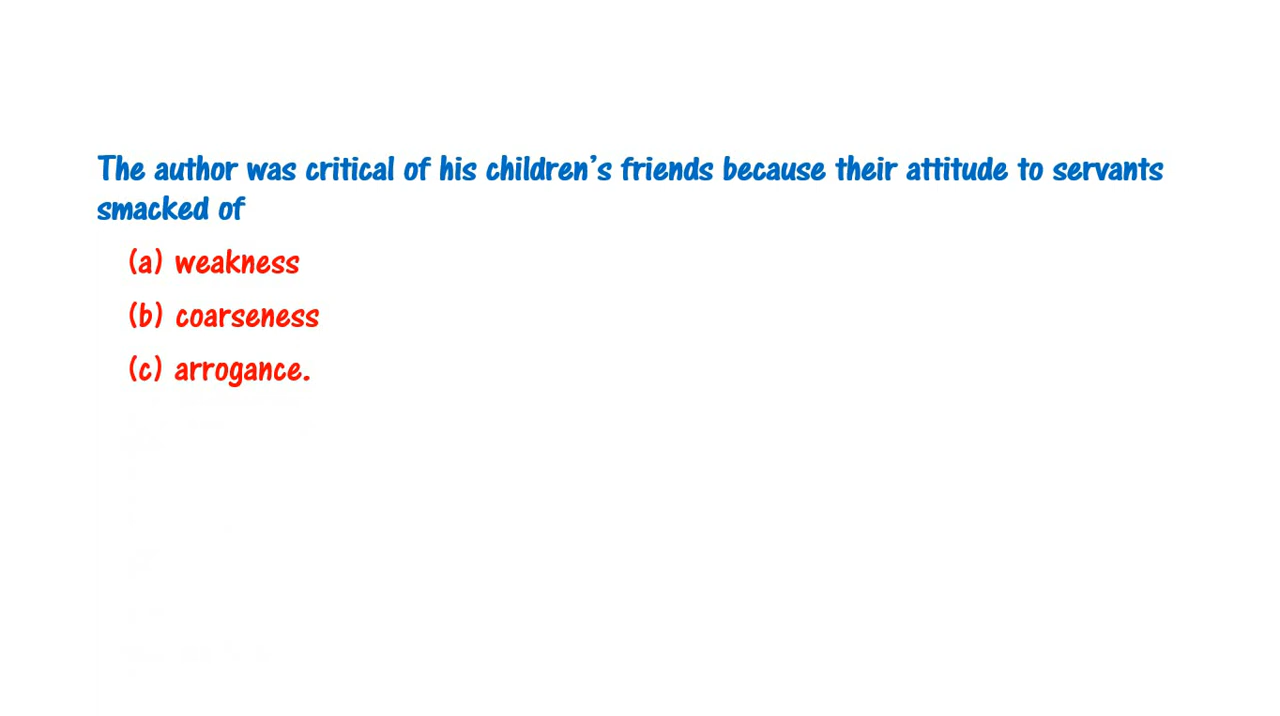 The author was critical of his children’s friends because their attitude to servants
smacked of
(a) weakness
(b) coarseness
(c) arrogance.